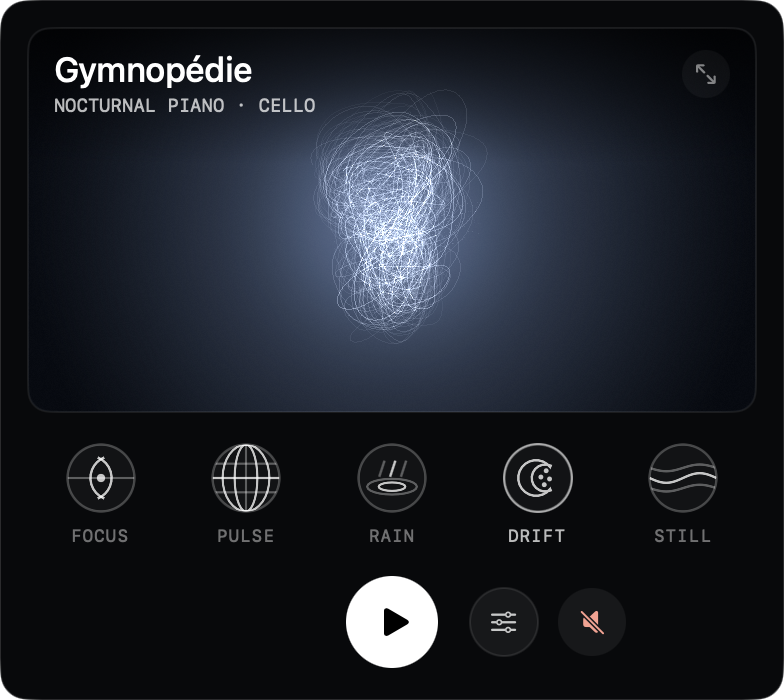 Gymnopédie
NOCTURNAL PIANO · CELLO
FOCUS
PULSE
RAIN
DRIFT
STILL